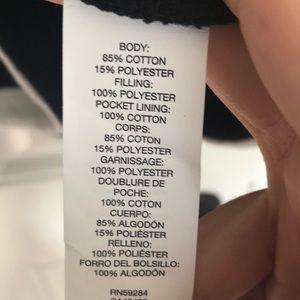 BODY:
85% COTTON
15% POLYESTER
FILLING:
100% POLYESTER
POCKET LINING:
100% COTTON
CORPS:
85% COTON
15% POLYESTER
GARNISSAGE:
100% POLYESTER
DOUBLURE DE
POCHE:
100% COTON
CUERPO:
85% ALGODÓN
15% POLIÉSTER
RELLENO:
100% POLIÉSTER
FORRO DEL BOLSILLO:
100% ALGODÓN
RN59284